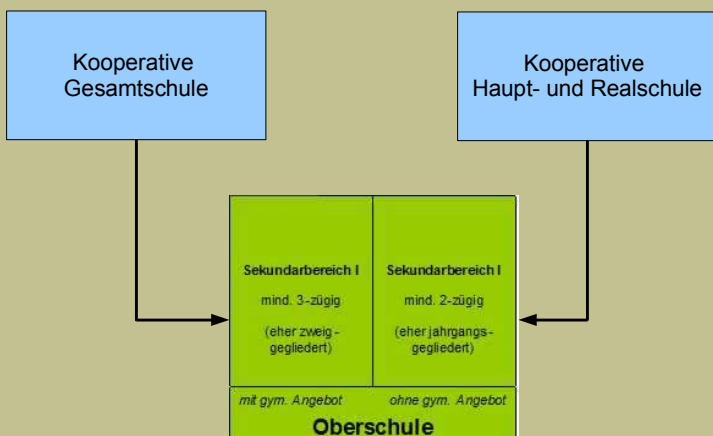 Kooperative
Gesamtschule
Kooperative
Haupt- und Realschule
Sekundarbereich I
mind. 3-zügig
(eher zweig-
gegliedert)
Sekundarbereich I
mind. 2-zügig
(eher jahrgangs-
gegliedert)
mit gym. Angebot
ohne gym. Angebot
Oberschule